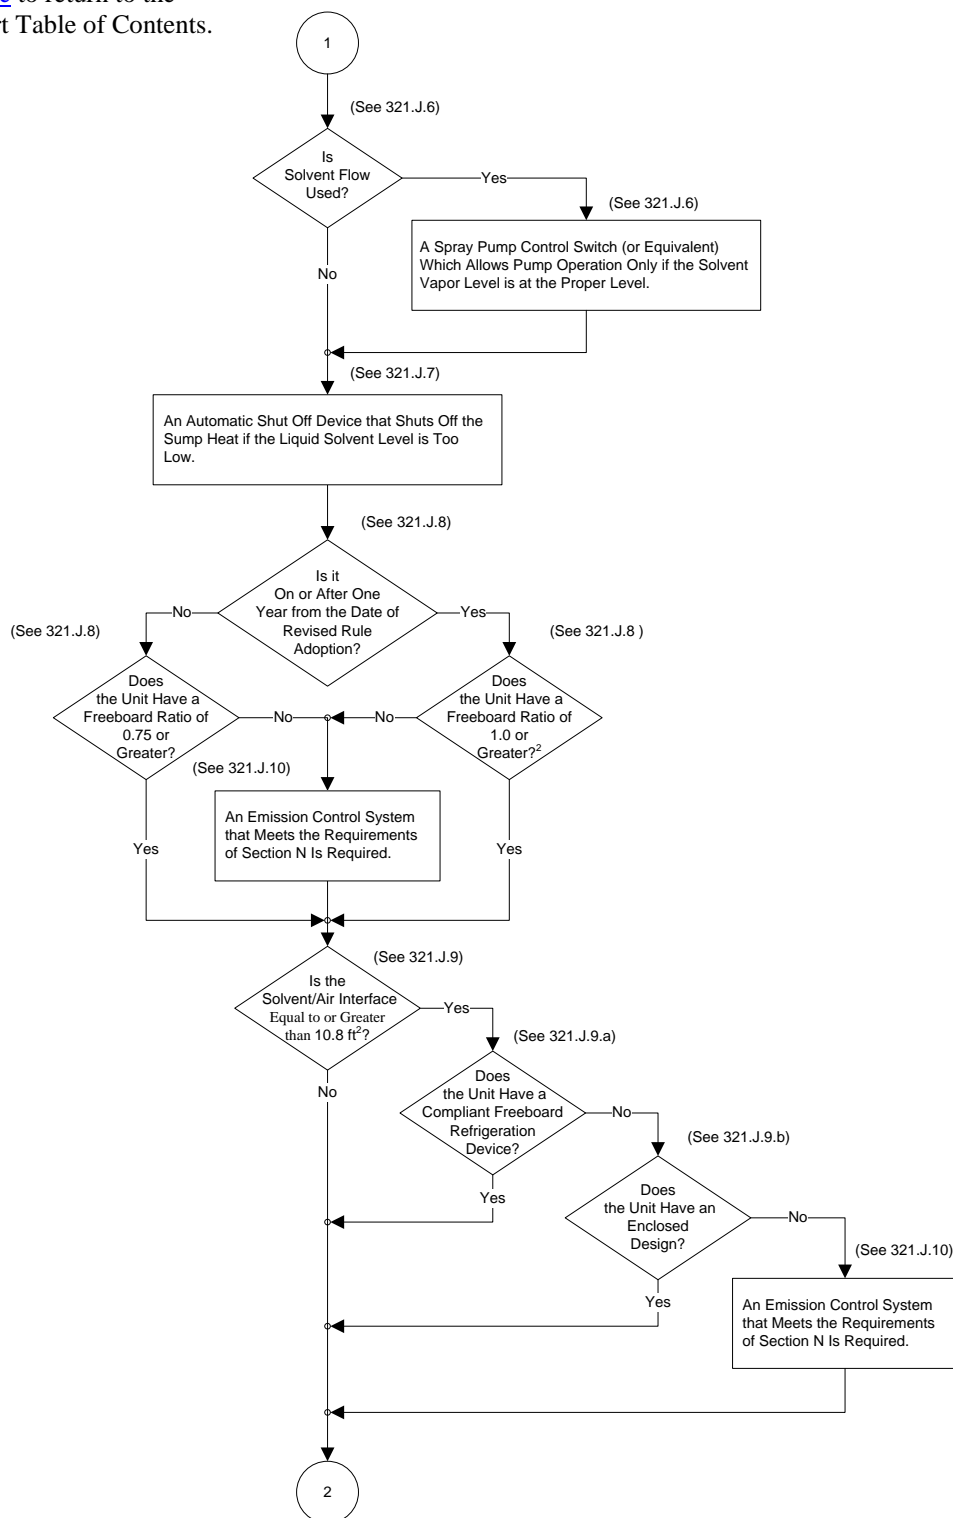 e to return to the
rt Table of Contents.
1
(See 321.J.6)
Is
Solvent Flow
Used?
Yes
(See 321.J.6)
A Spray Pump Control Switch (or Equivalent)
Which Allows Pump Operation Only if the Solvent
Vapor Level is at the Proper Level.
No
(See 321.J.7)
An Automatic Shut Off Device that Shuts Off the
Sump Heat if the Liquid Solvent Level is Too
Low.
(See 321.J.8)
Is it
On or After One
Year from the Date of
Revised Rule
Adoption?
No
Yes
(See 321.J.8)
(See 321.J.8 )
Does
the Unit Have a
Freeboard Ratio of
0.75 or
Greater?
No
No
Does
the Unit Have a
Freeboard Ratio of
1.0 or
Greater?²
(See 321.J.10)
An Emission Control System
that Meets the Requirements
of Section N Is Required.
Yes
Yes
(See 321.J.9)
Is the
Solvent/Air Interface
Equal to or Greater
than 10.8 ft²?
Yes
(See 321.J.9.a)
No
Does
the Unit Have a
Compliant Freeboard
Refrigeration
Device?
No
(See 321.J.9.b)
Yes
Does
the Unit Have an
Enclosed
Design?
No
(See 321.J.10)
Yes
An Emission Control System
that Meets the Requirements
of Section N Is Required.
2